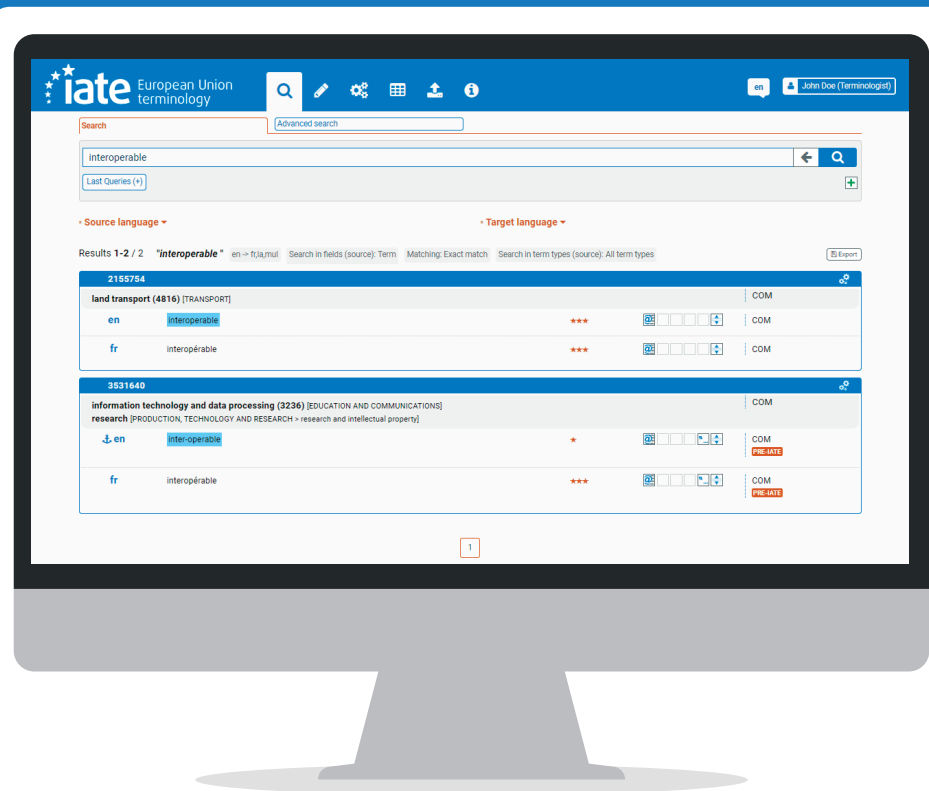 iate European Union
terminology
en
John Doe (Terminologist)
Search
Advanced search
interoperable
Last Queries (+)
Source language
Target language
Results 1-2 / 2 "interoperable " en -> fr,la,mul Search in fields (source): Term Matching: Exact match Search in term types (source): All term types Export
2155754
land transport (4816) [TRANSPORT] COM
en interoperable ★★★ COM
fr interopérable ★★★ COM
3531640
information technology and data processing (3236) [EDUCATION AND COMMUNICATIONS] COM
research [PRODUCTION, TECHNOLOGY AND RESEARCH > research and intellectual property]
en inter-operable ★ COM
PRE-IATE
fr interopérable ★★★ COM
PRE-IATE
1